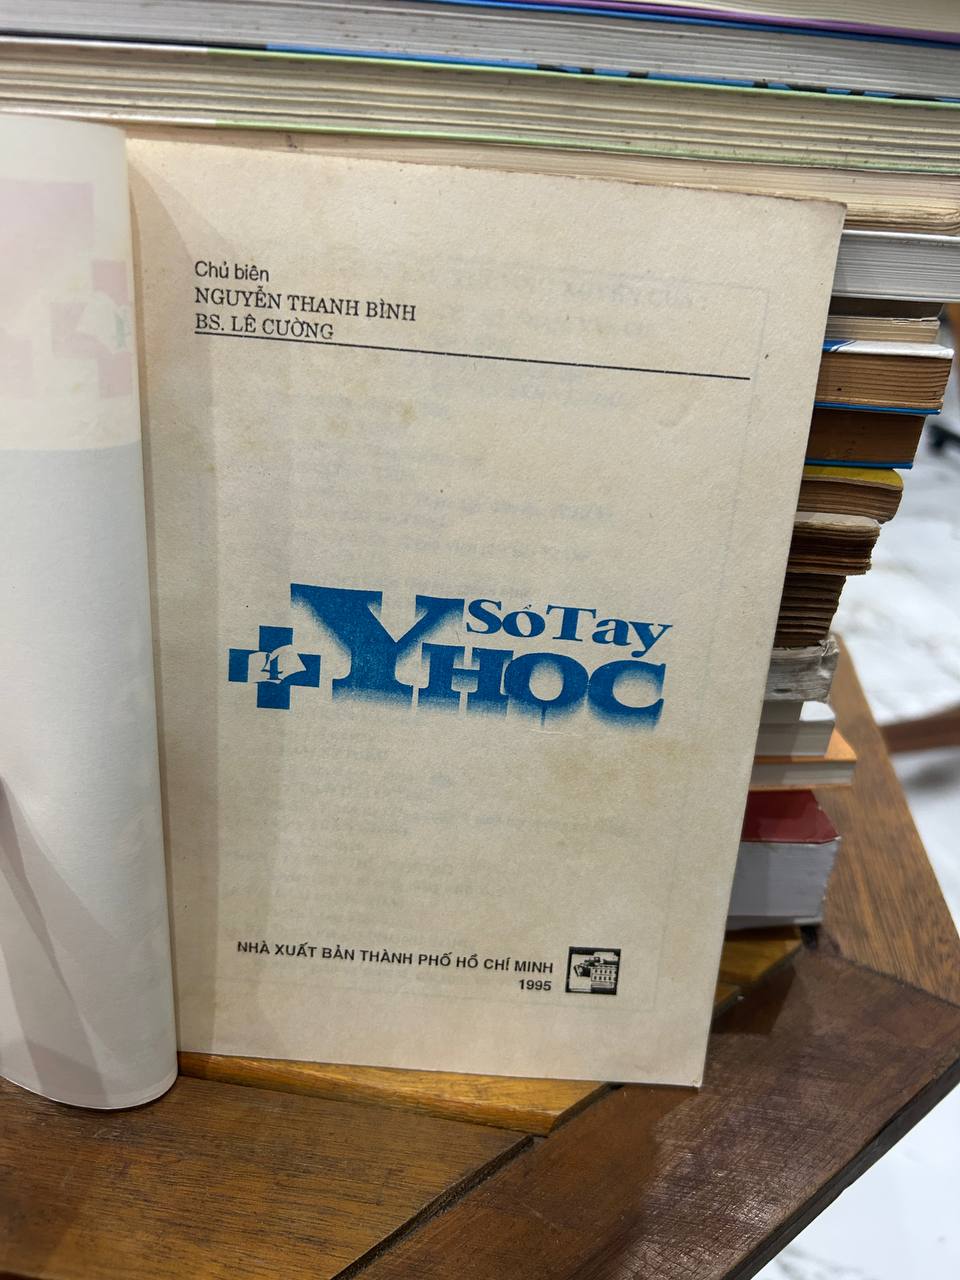 Chủ biên
NGUYỄN THANH BÌNH
BS. LÊ CƯỜNG
Sổ Tay
4 Y HỌC
NHÀ XUẤT BẢN THÀNH PHỐ HỒ CHÍ MINH
1995